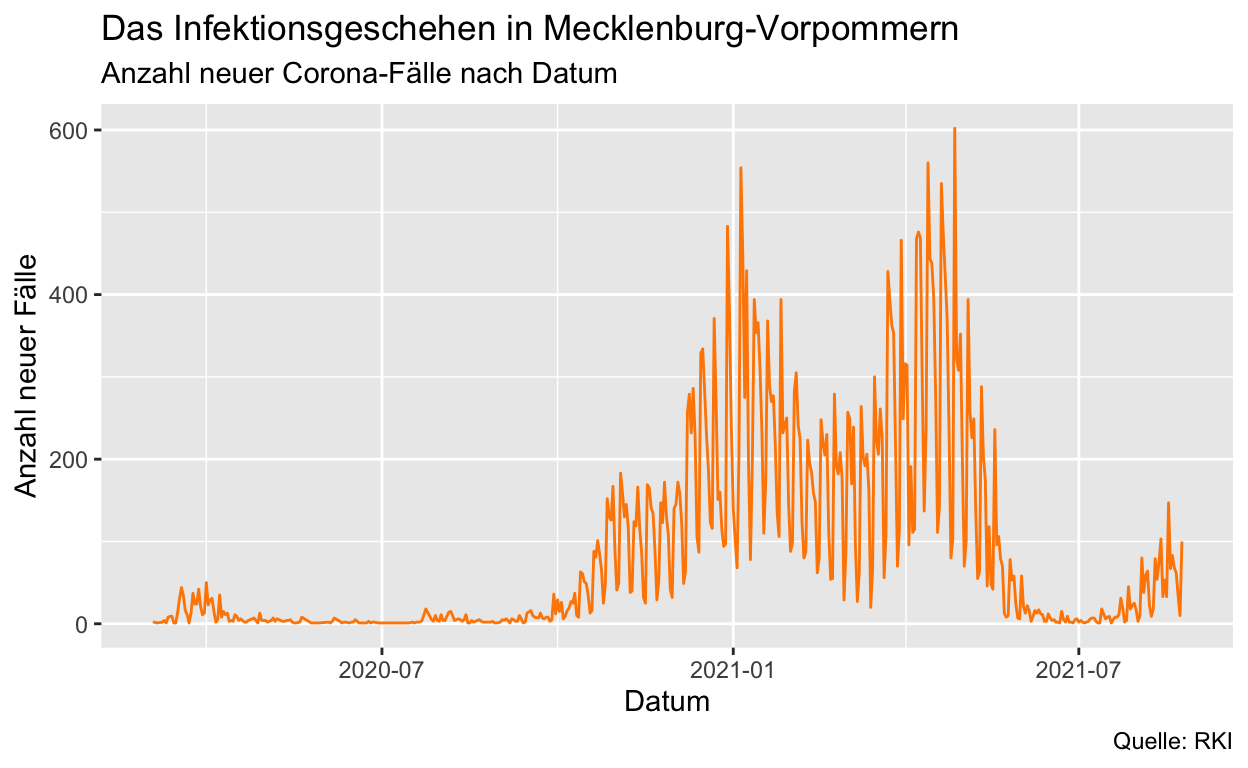 Das Infektionsgeschehen in Mecklenburg-Vorpommern
Anzahl neuer Corona-Fälle nach Datum
Anzahl neuer Fälle
600
400
200
0
2020-07 2021-01 2021-07
Datum
Quelle: RKI